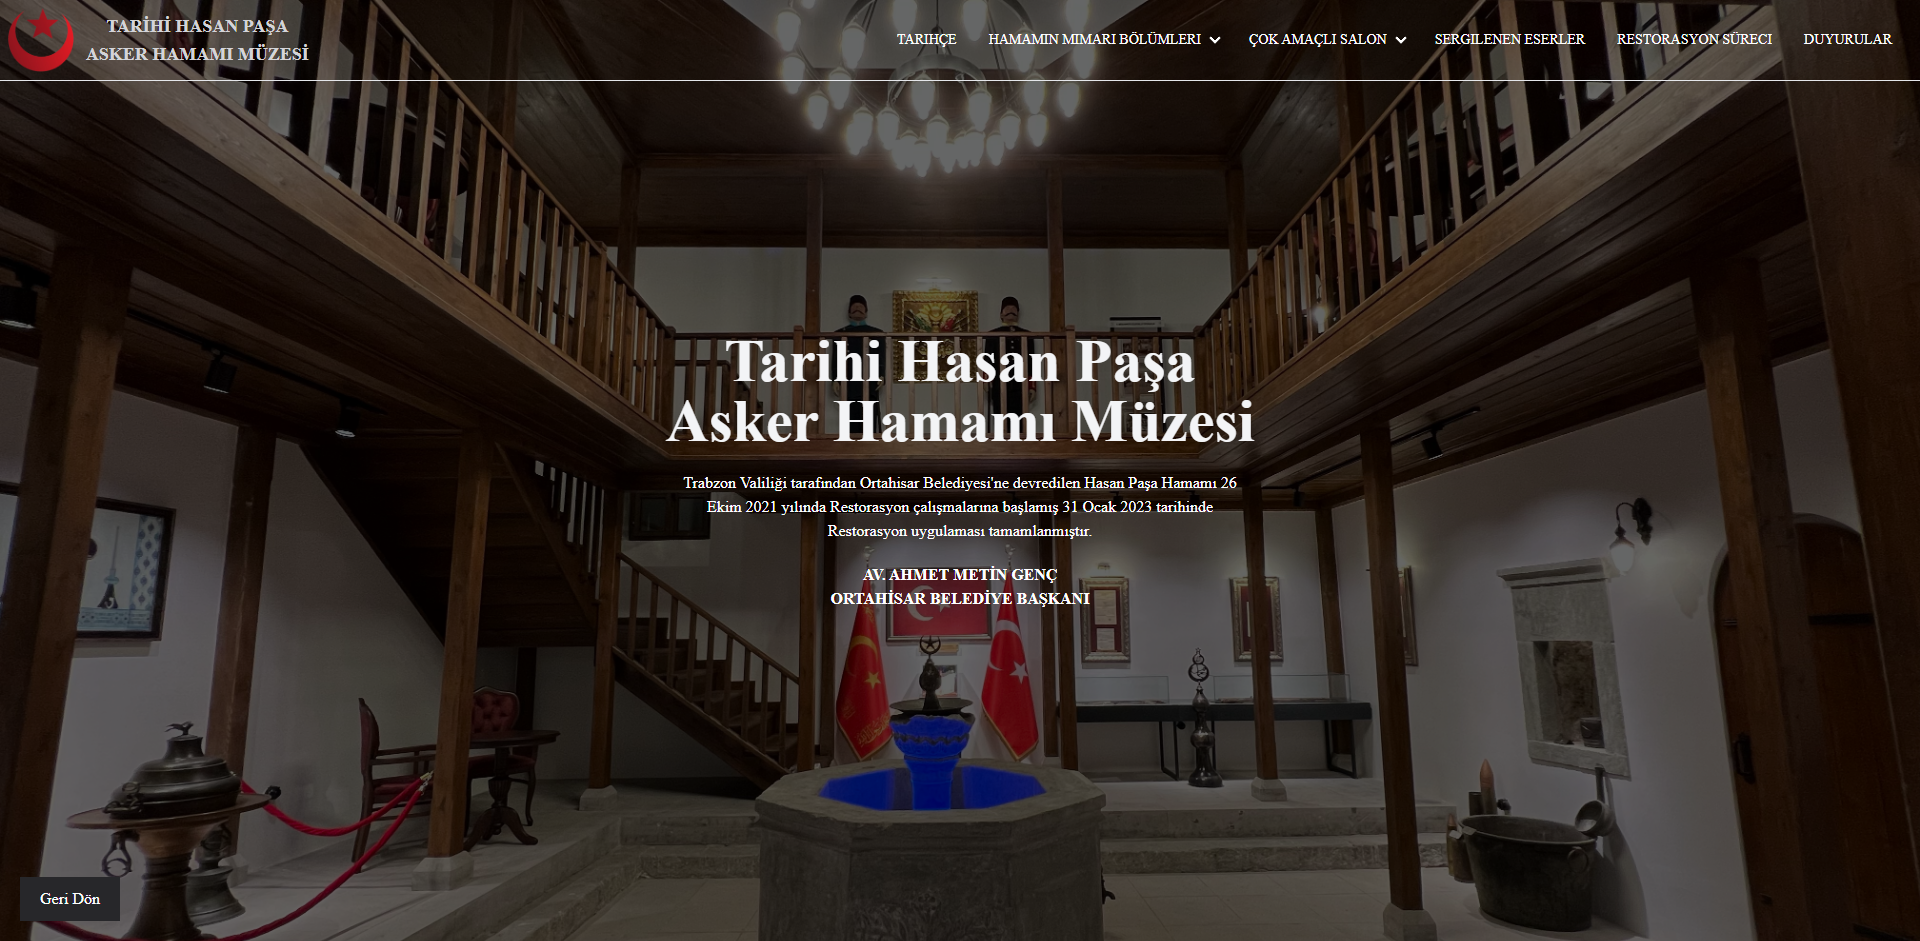 TARİHİ HASAN PAŞA
ASKER HAMAMI MÜZESİ
TARIHÇE
HAMAMIN MIMARI BÖLÜMLERI
ÇOK AMAÇLI SALON
SERGILENEN ESERLER
RESTORASYON SÜRECI
DUYURULAR
Tarihi Hasan Paşa
Asker Hamamı Müzesi
Trabzon Valiliği tarafından Ortahisar Belediyesi'ne devredilen Hasan Paşa Hamamı 26
Ekim 2021 yılında Restorasyon çalışmalarına başlamış 31 Ocak 2023 tarihinde
Restorasyon uygulaması tamamlanmıştır.
AV. AHMET METİN GENÇ
ORTAHİSAR BELEDİYE BAŞKANI
Geri Dön